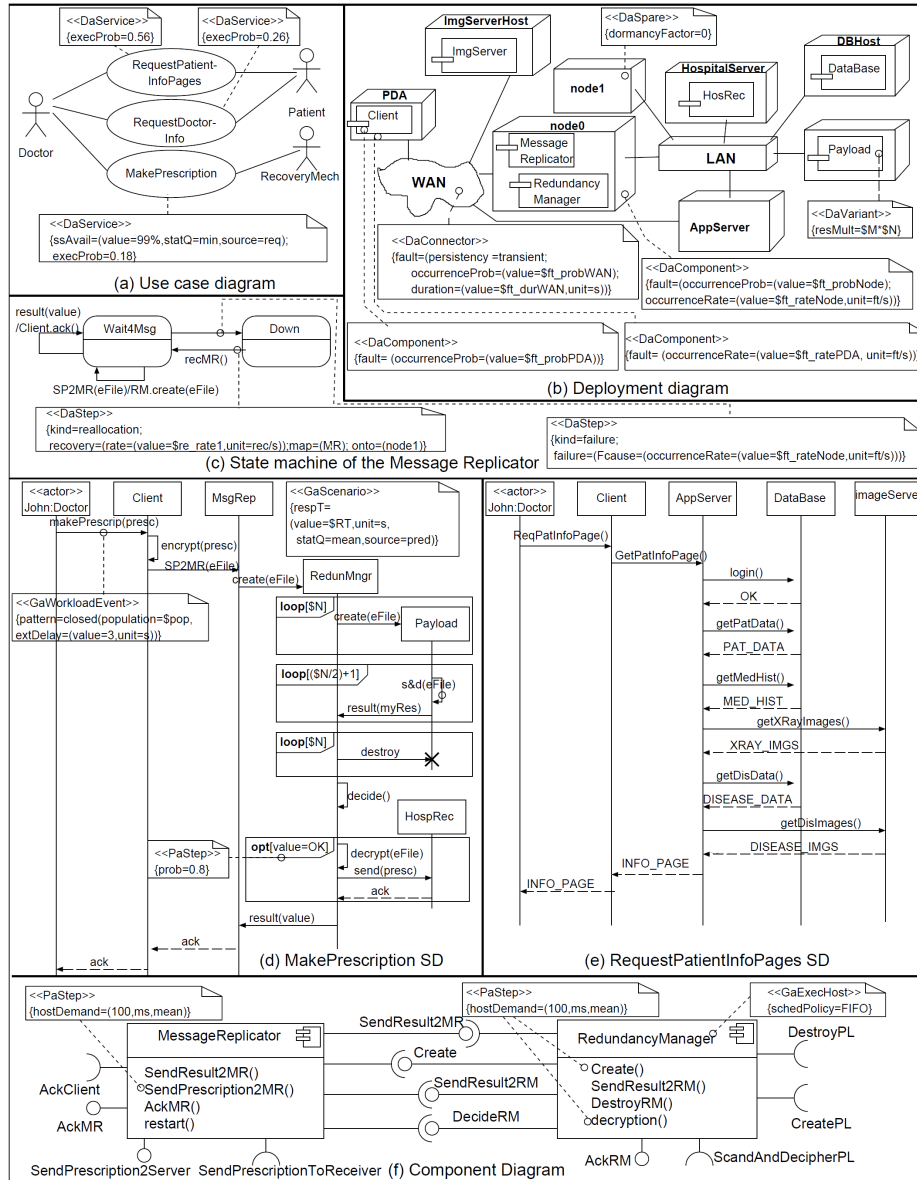 <<DaService>>
{execProb=0.56}
<<DaService>>
{execProb=0.26}
RequestPatient-
InfoPages
Patient
RequestDoctor-
Info
Doctor
MakePrescription
RecoveryMech
<<DaService>>
{ssAvail=(value=99%,statQ=min,source=req);
execProb=0.18}
(a) Use case diagram
ImgServerHost
ImgServer
<<DaSpare>>
{dormancyFactor=0}
DBHost
DataBase
node1
HospitalServer
HosRec
PDA
Client
node0
Message
Replicator
Redundancy
Manager
LAN
Payload
WAN
AppServer
<<DaVariant>>
{resMult=$M*$N}
<<DaConnector>>
{fault=(persistency =transient;
occurrenceProb=(value=$ft_probWAN);
duration=(value=$ft_durWAN,unit=s))}
<<DaComponent>>
{fault=(occurrenceProb=(value=$ft_probNode);
occurrenceRate=(value=$ft_rateNode,unit=ft/s)}
<<DaComponent>>
{fault= (occurrenceProb=(value=$ft_probPDA))}
<<DaComponent>>
{fault= (occurrenceRate=(value=$ft_ratePDA, unit=ft/s))}
(b) Deployment diagram
result(value)
/Client.ack()
Wait4Msg
Down
recMR()
SP2MR(eFile)/RM.create(eFile)
<<DaStep>>
{kind=reallocation;
recovery=(rate=(value=$re_rate1,unit=rec/s));map=(MR); onto=(node1)}
<<DaStep>>
{kind=failure;
failure=(Fcause=(occurrenceRate=(value=$ft_rateNode,unit=ft/s)))}
(c) State machine of the Message Replicator
<<actor>>
John:Doctor
Client
MsgRep
<<GaScenario>>
{respT=
(value=$RT,unit=s,
statQ=mean,source=pred)}
makePrescrip(presc)
encrypt(presc)
SP2MR(eFile)
create(eFile)
RedunMngr
<<GaWorkloadEvent>>
{pattern=closed(population=$pop,
extDelay=(value=3,unit=s))}
loop[$N]
create(eFile)
Payload
loop[($N/2)+1]
s&d(eFile)
result(myRes)
loop[$N]
destroy
decide()
HospRec
opt[value=OK]
<<PaStep>>
{prob=0.8}
decrypt(eFile)
send(presc)
ack
result(value)
ack
ack
(d) MakePrescription SD
<<actor>>
John:Doctor
Client
AppServer
DataBase
imageServer
ReqPatInfoPage()
GetPatInfoPage()
login()
OK
getPatData()
PAT_DATA
getMedHist()
MED_HIST
getXRayImages()
XRAY_IMGS
getDisData()
DISEASE_DATA
getDisImages()
DISEASE_IMGS
INFO_PAGE
INFO_PAGE
(e) RequestPatientInfoPages SD
<<PaStep>>
{hostDemand=(100,ms,mean)}
<<PaStep>>
{hostDemand=(100,ms,mean)}
<<GaExecHost>>
{schedPolicy=FIFO}
MessageReplicator
SendResult2MR()
SendPrescription2MR()
AckMR()
restart()
AckClient
AckMR
SendPrescription2Server
SendPrescriptionToReceiver
SendResult2MR
Create
SendResult2RM
DecideRM
RedundancyManager
Create()
SendResult2RM()
DestroyRM()
decryption()
DestroyPL
CreatePL
AckRM
ScandAndDecipherPL
(f) Component Diagram